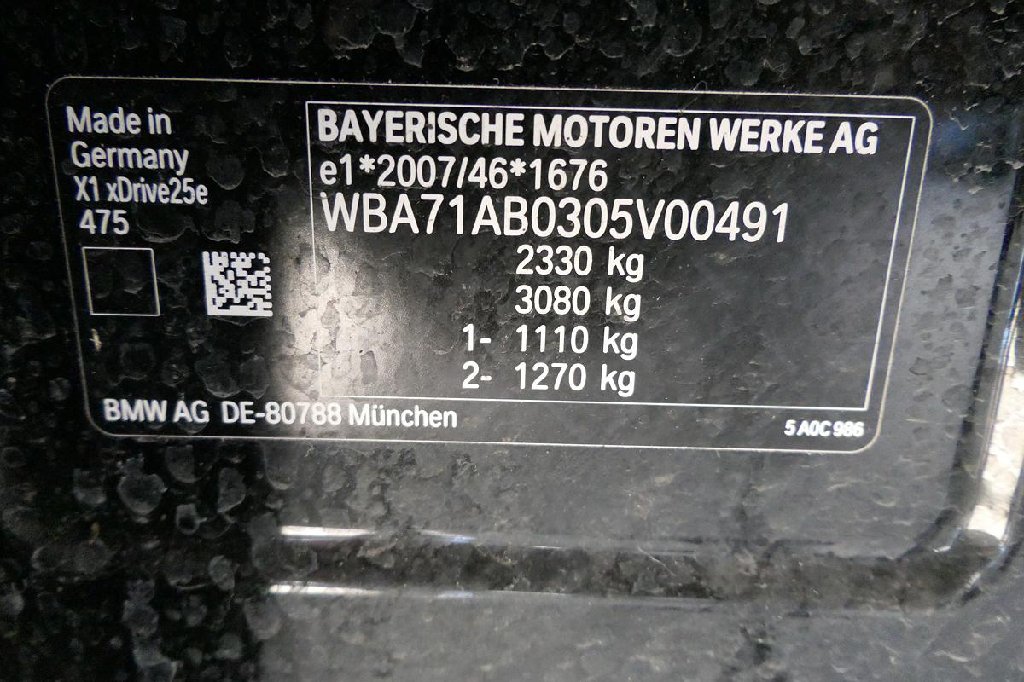 Made in
Germany
X1 xDrive25e
475
BAYERISCHE MOTOREN WERKE AG
e1*2007/46*1676
WBA71AB0305V00491
2330 kg
3080 kg
1- 1110 kg
2- 1270 kg
BMW AG DE-80788 München
5 A0C 986